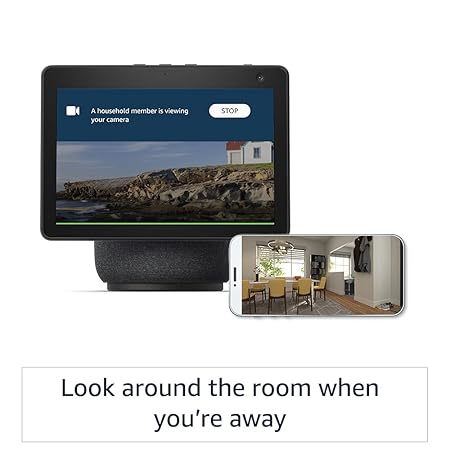 A household member is viewing
your camera
STOP
Look around the room when
you're away